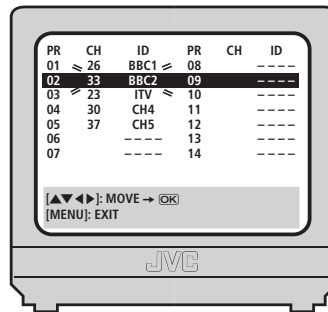 PR CH ID PR CH ID
01 26 BBC1 08 ----
02 33 BBC2 09 ----
03 23 ITV 10 ----
04 30 CH4 11 ----
05 37 CH5 12 ----
06 ---- 13 ----
07 ---- 14 ----
[▲▼◀▶]: MOVE → OK
[MENU]: EXIT
JVC